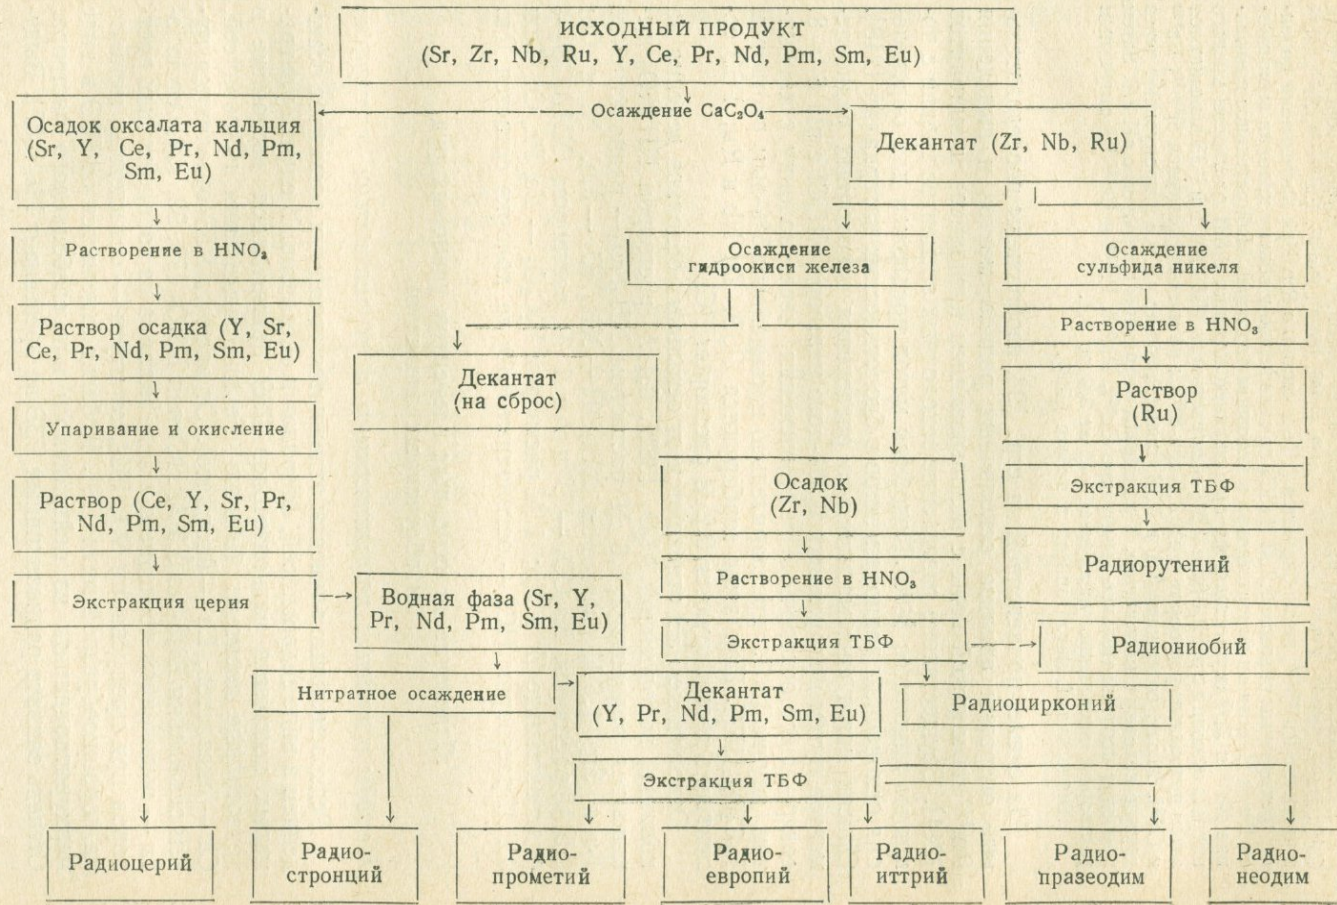 ИСХОДНЫЙ ПРОДУКТ
(Sr, Zr, Nb, Ru, Y, Ce, Pr, Nd, Pm, Sm, Eu)
Осаждение CaC₂O₄
Осадок оксалата кальция
(Sr, Y, Ce, Pr, Nd, Pm,
Sm, Eu)
Декантат (Zr, Nb, Ru)
Растворение в HNO₃
Осаждение
гидроокиси железа
Осаждение
сульфида никеля
Раствор осадка (Y, Sr,
Ce, Pr, Nd, Pm, Sm, Eu)
Растворение в HNO₃
Декантат
(на сброс)
Раствор
(Ru)
Упаривание и окисление
Экстракция ТБФ
Раствор (Ce, Y, Sr, Pr,
Nd, Pm, Sm, Eu)
Осадок
(Zr, Nb)
Радиорутений
Растворение в HNO₃
Экстракция церия
Водная фаза (Sr, Y,
Pr, Nd, Pm, Sm, Eu)
Экстракция ТБФ
Радиониобий
Нитратное осаждение
Декантат
(Y, Pr, Nd, Pm, Sm, Eu)
Радиоцирконий
Экстракция ТБФ
Радиоцерий
Радио-
стронций
Радио-
прометий
Радио-
европий
Радио-
иттрий
Радио-
празеодим
Радио-
неодим